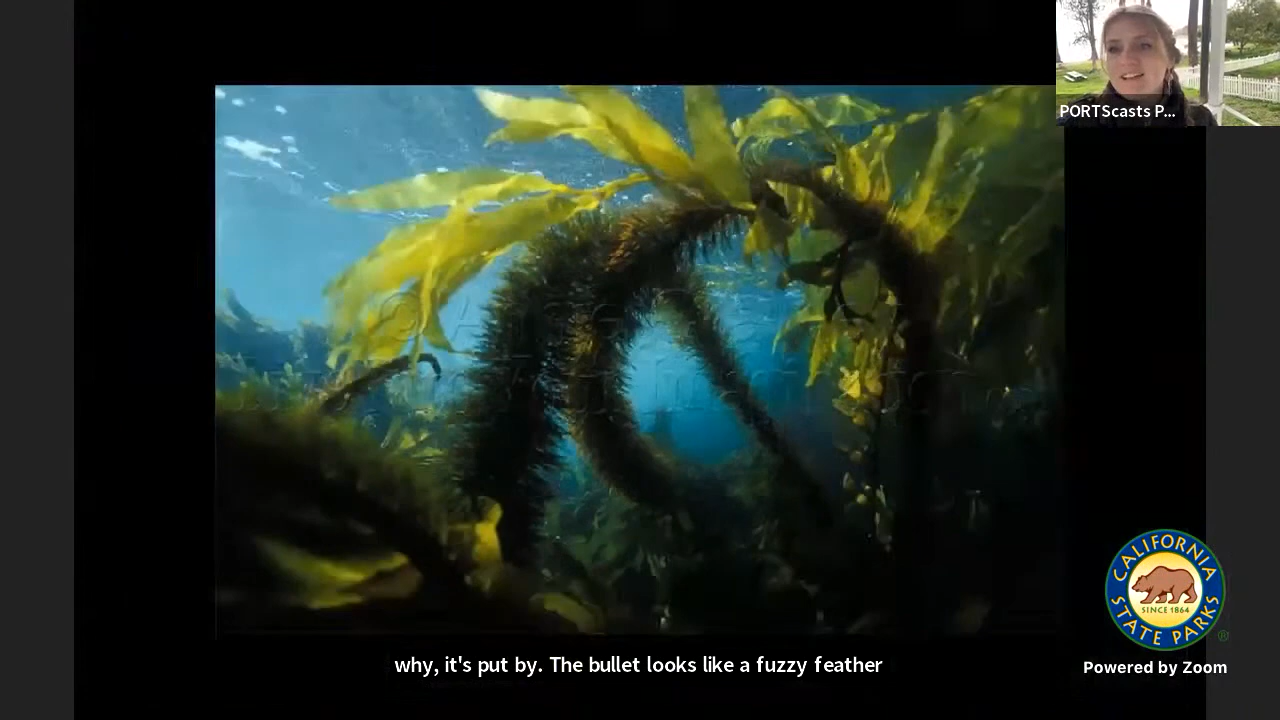 PORTScasts P...
CALIFORNIA
SINCE 1864
STATE PARKS
®
why, it's put by. The bullet looks like a fuzzy feather
Powered by Zoom